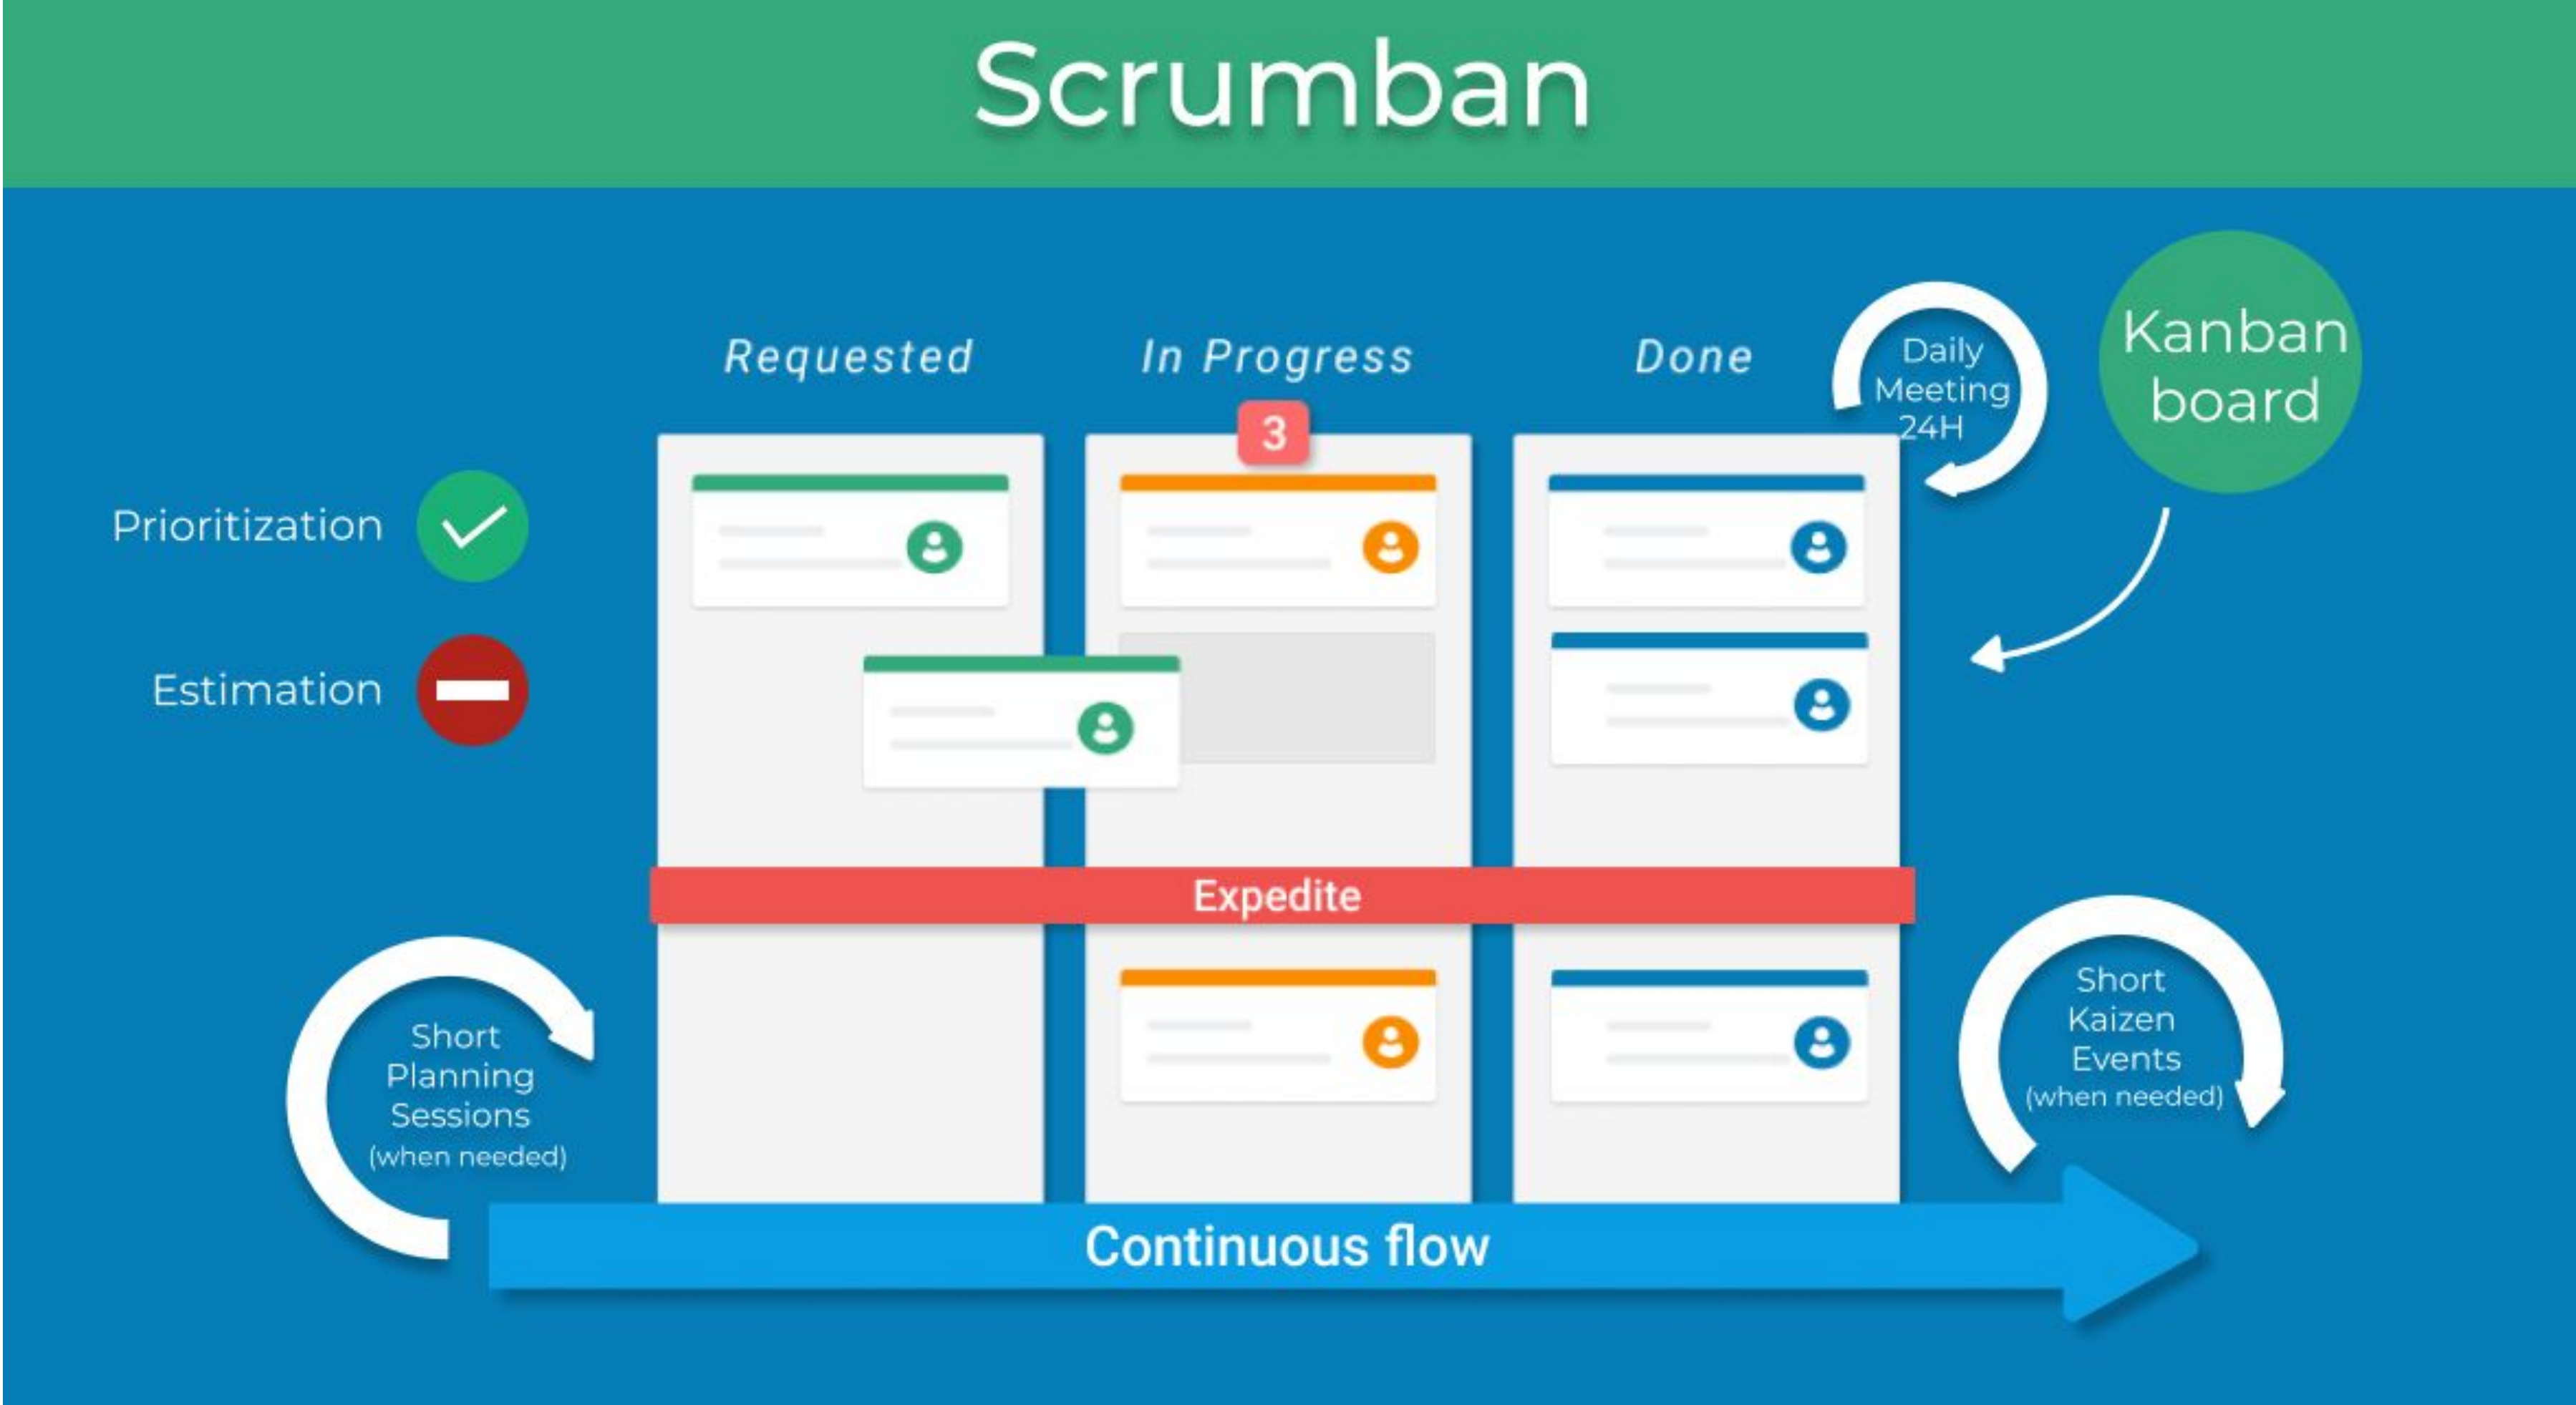 Scrumban
Requested
In Progress
Done
3
Daily
Meeting
24H
Kanban
board
Prioritization
Estimation
Expedite
Short
Planning
Sessions
(when needed)
Short
Kaizen
Events
(when needed)
Continuous flow